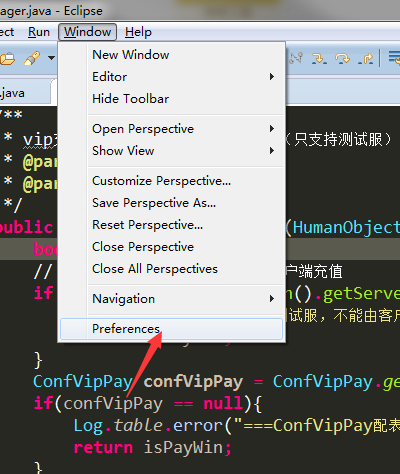 ager.java - Eclipse
ect Run Window Help
New Window
Editor
Hide Toolbar
Open Perspective
Show View
Customize Perspective...
Save Perspective As...
Reset Perspective...
Close Perspective
Close All Perspectives
Navigation
Preferences
.java
/**
* vip (只支持测试服)
* @par
* @par
*/
public (HumanObject
boo
// 户端充值
if n().getServe
试服，不能由客户
}
ConfVipPay confVipPay = ConfVipPay.ge
if(confVipPay == null){
Log.table.error("===ConfVipPay配表
return isPayWin;
}